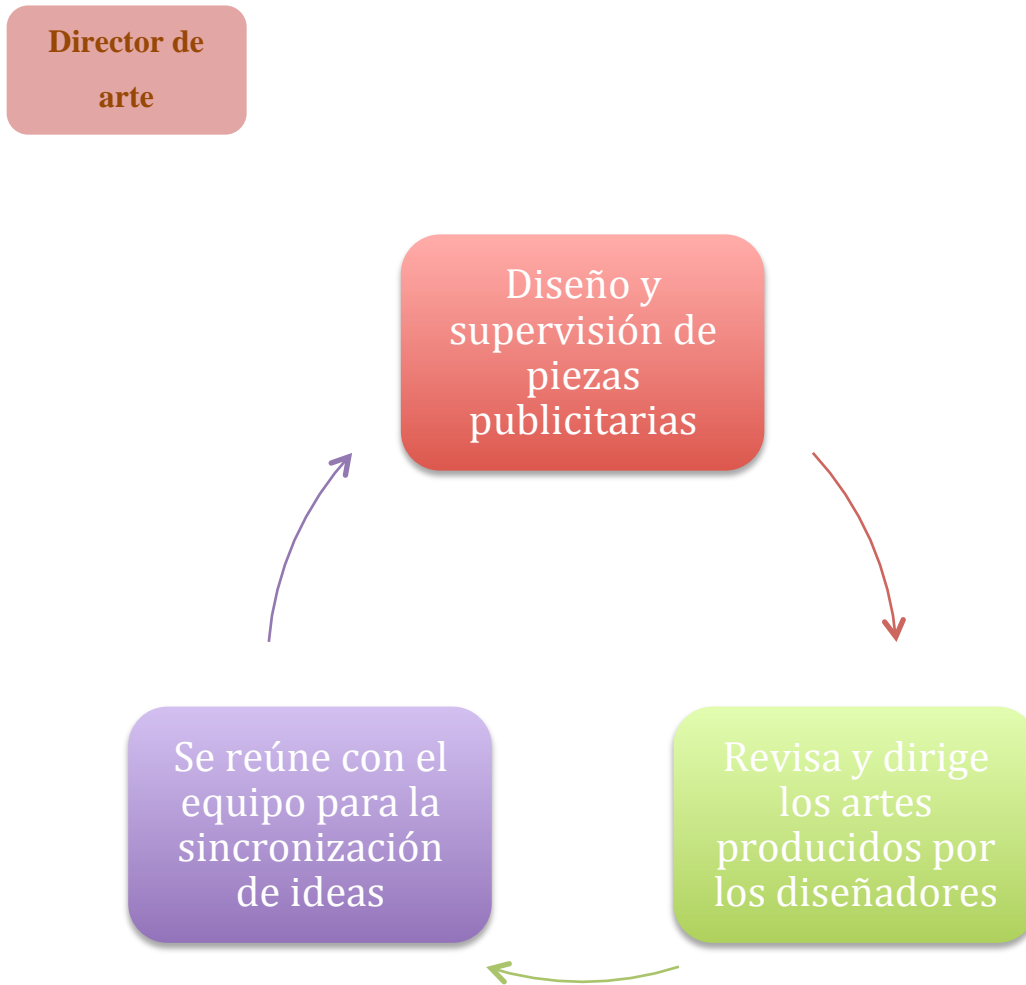 Director de
arte
Diseño y
supervisión de
piezas
publicitarias
Revisa y dirige
los artes
producidos por
los diseñadores
Se reúne con el
equipo para la
sincronización
de ideas